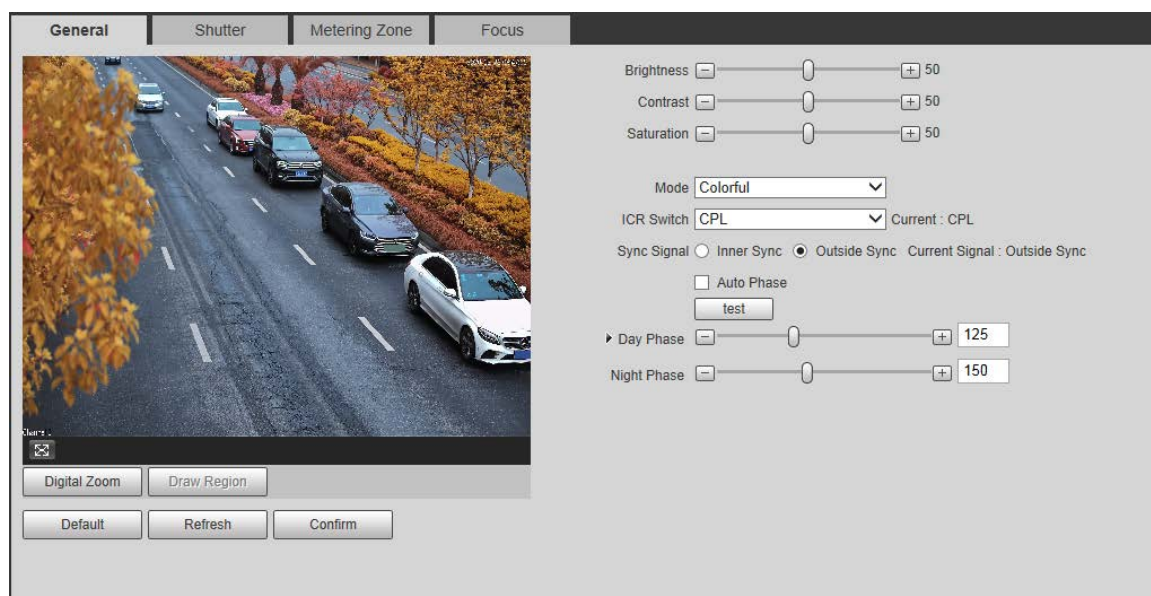 General Shutter Metering Zone Focus
Brightness 50
Contrast 50
Saturation 50
Mode Colorful
ICR Switch CPL Current : CPL
Sync Signal Inner Sync Outside Sync Current Signal : Outside Sync
Auto Phase
test
Day Phase 125
Night Phase 150
Digital Zoom Draw Region
Default Refresh Confirm